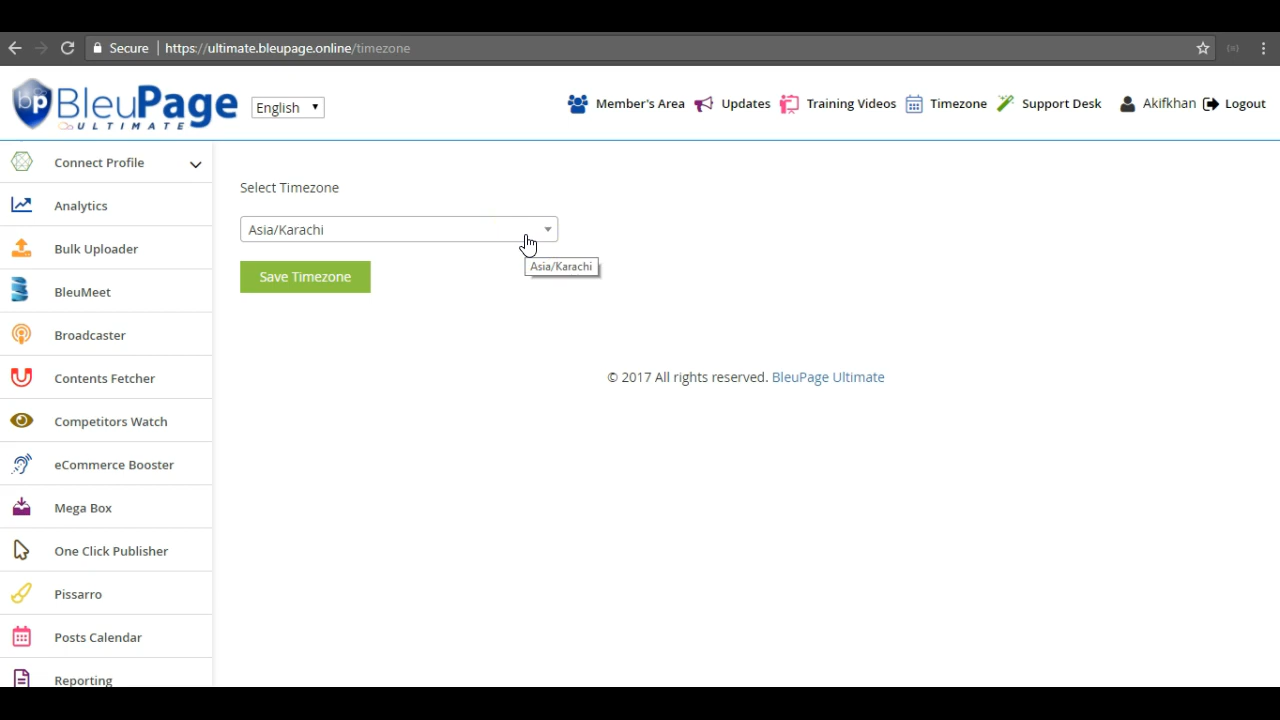 Secure https://ultimate.bleupage.online/timezone
bp BleuPage
ULTIMATE
English
Member's Area Updates Training Videos Timezone Support Desk Akifkhan Logout
Connect Profile
Analytics
Bulk Uploader
BleuMeet
Broadcaster
Contents Fetcher
Competitors Watch
eCommerce Booster
Mega Box
One Click Publisher
Pissarro
Posts Calendar
Reporting
Select Timezone
Asia/Karachi
Asia/Karachi
Save Timezone
© 2017 All rights reserved. BleuPage Ultimate